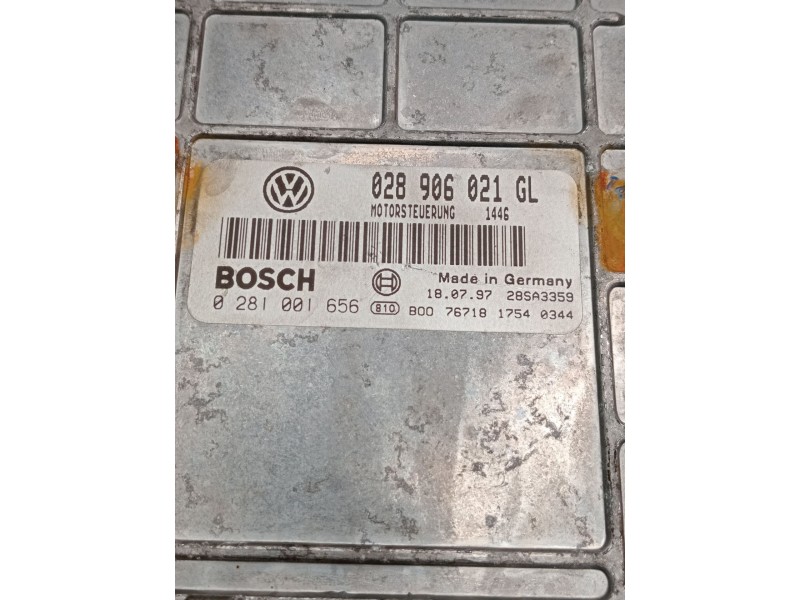 028 906 021 GL
MOTORSTEUERUNG 1446
BOSCH
Made in Germany
18.07.97 28SA3359
0 281 001 656 B10 B00 76718 1754 0344